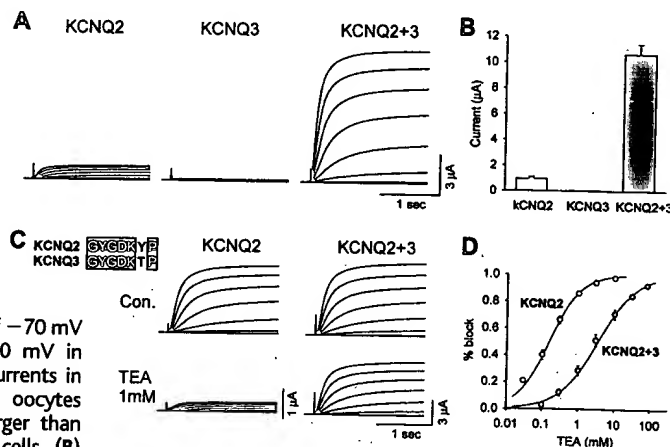 A
KCNQ2
KCNQ3
KCNQ2+3
3 μA
1 sec
B
Current (μA)
12
10
8
6
4
2
0
kCNQ2 KCNQ3 KCNQ2+3
C
KCNQ2 GYGDKYP
KCNQ3 GYGDKTP
KCNQ2
KCNQ2+3
Con.
TEA
1mM
1 μA
3 μA
1 sec
D
% block
1.0
0.8
0.6
0.4
0.2
0.0
KCNQ2
KCNQ2+3
0.01 0.1 1 10 100
TEA (mM)
−70 mV
0 mV in
urrents in
oocytes
rger than
cells. (B)